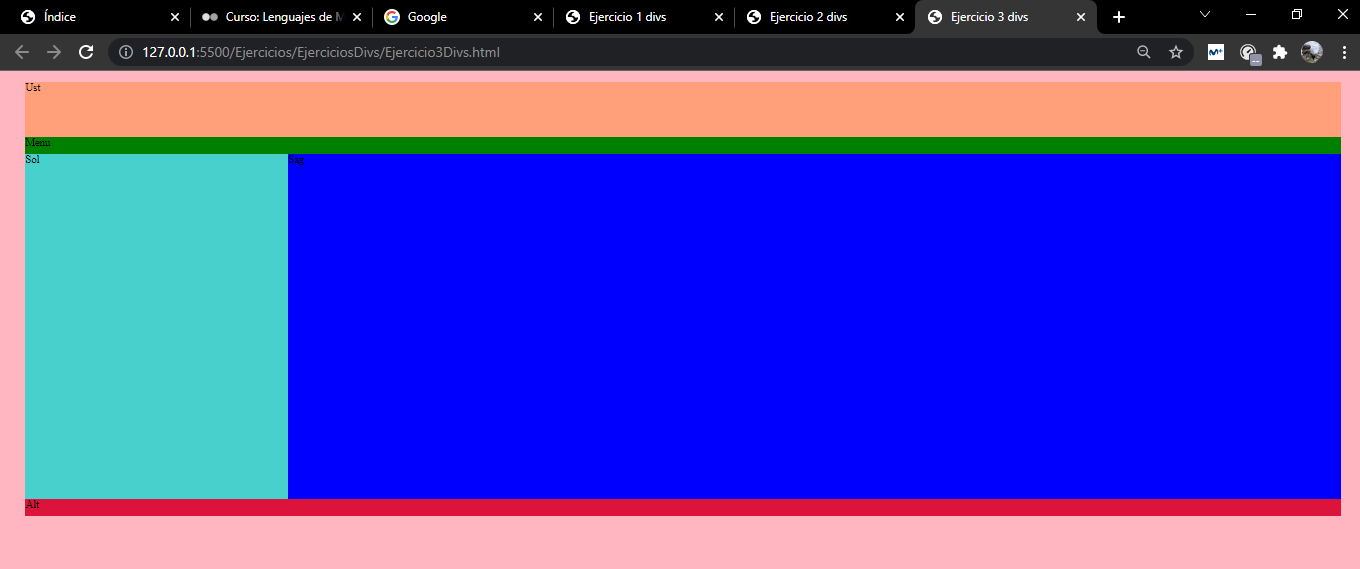 Índice
Curso: Lenguajes de M
Google
Ejercicio 1 divs
Ejercicio 2 divs
Ejercicio 3 divs
127.0.0.1:5500/Ejercicios/EjerciciosDivs/Ejercicio3Divs.html
Ust
Menu
Sol
Sag
Alt